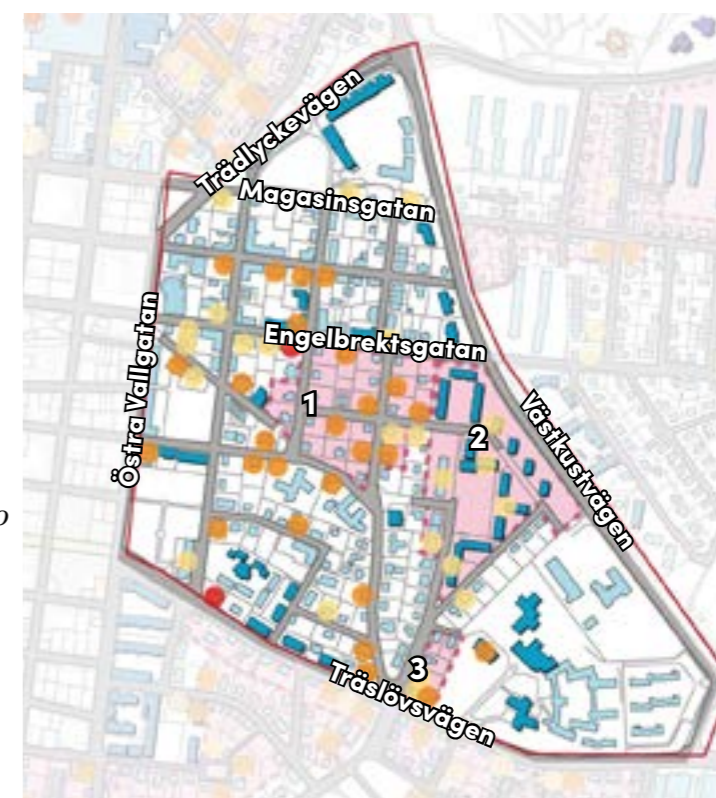 Trädlyckevägen
Magasinsgatan
Östra Vallgatan
Engelbrektsgatan
1
2
Västkustvägen
o
3
Träslövsvägen